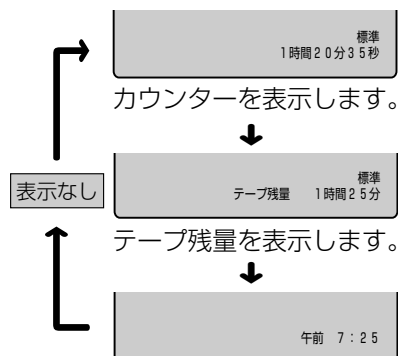 標準
1時間20分35秒
カウンターを表示します。
表示なし
標準
テープ残量 1時間25分
テープ残量を表示します。
午前 7：25